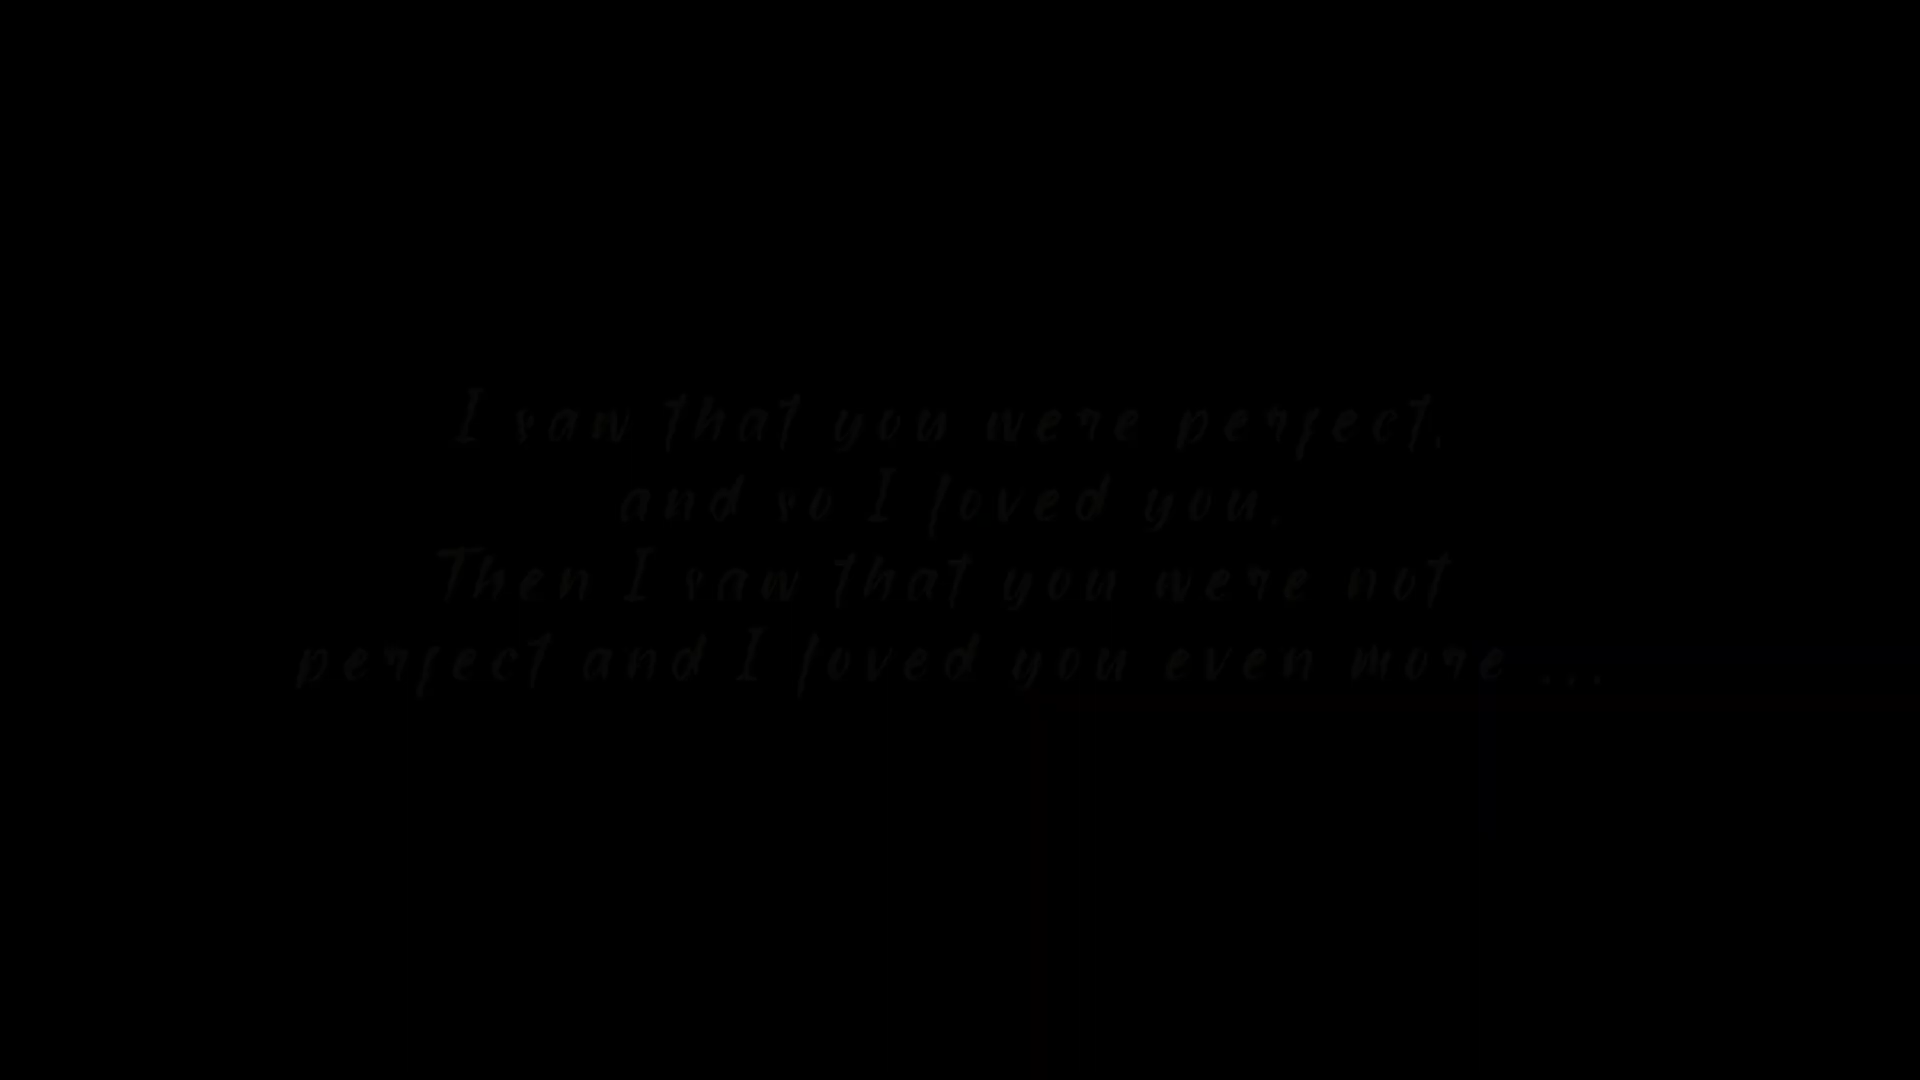 I saw that you were perfect,
and so I loved you.
Then I saw that you were not
perfect and I loved you even more ...